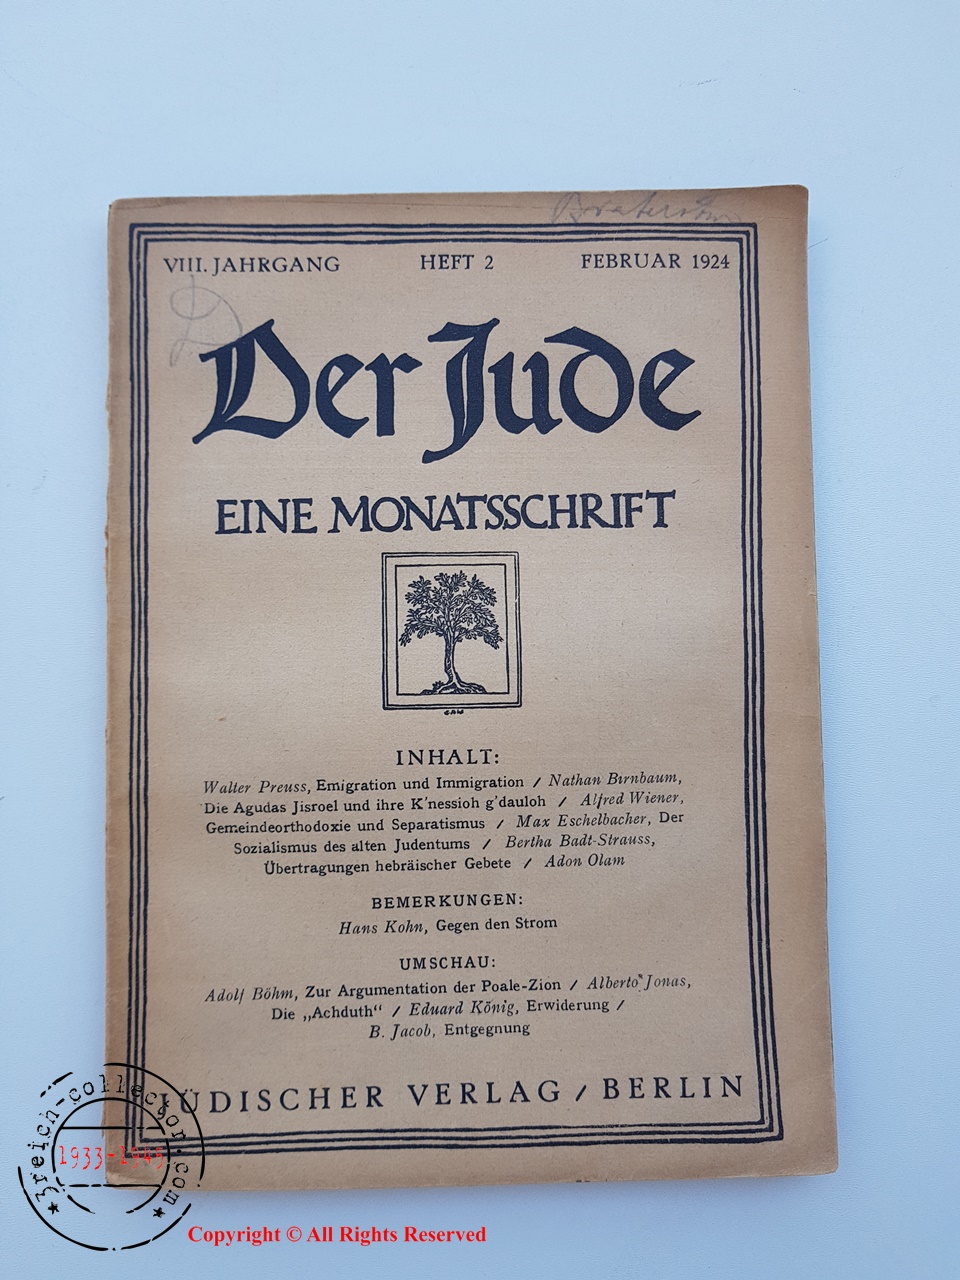 VIII. JAHRGANG HEFT 2 FEBRUAR 1924
Der Jude
EINE MONATSSCHRIFT
INHALT:
Walter Preuss, Emigration und Immigration / Nathan Birnbaum,
Die Agudas Jisroel und ihre K'nessioh g'dauloh / Alfred Wiener,
Gemeindeorthodoxie und Separatismus / Max Eschelbacher, Der
Sozialismus des alten Judentums / Bertha Badt-Strauss,
Übertragungen hebräischer Gebete / Adon Olam
BEMERKUNGEN:
Hans Kohn, Gegen den Strom
UMSCHAU:
Adolf Böhm, Zur Argumentation der Poale-Zion / Alberto Jonas,
Die „Achduth“ / Eduard König, Erwiderung /
B. Jacob, Entgegnung
JÜDISCHER VERLAG / BERLIN
3reich-collector.com
1933-1945
Copyright © All Rights Reserved